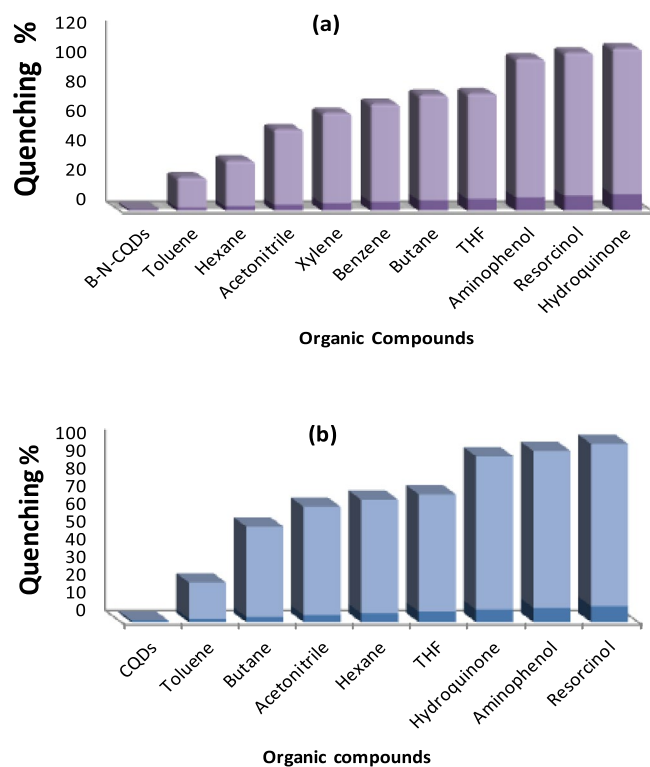 (a)
Quenching %
120
100
80
60
40
20
0
B-N-CQDs
Toluene
Hexane
Acetonitrile
Xylene
Benzene
Butane
THF
Aminophenol
Resorcinol
Hydroquinone
Organic Compounds
(b)
Quenching %
100
90
80
70
60
50
40
30
20
10
0
CQDs
Toluene
Butane
Acetonitrile
Hexane
THF
Hydroquinone
Aminophenol
Resorcinol
Organic compounds